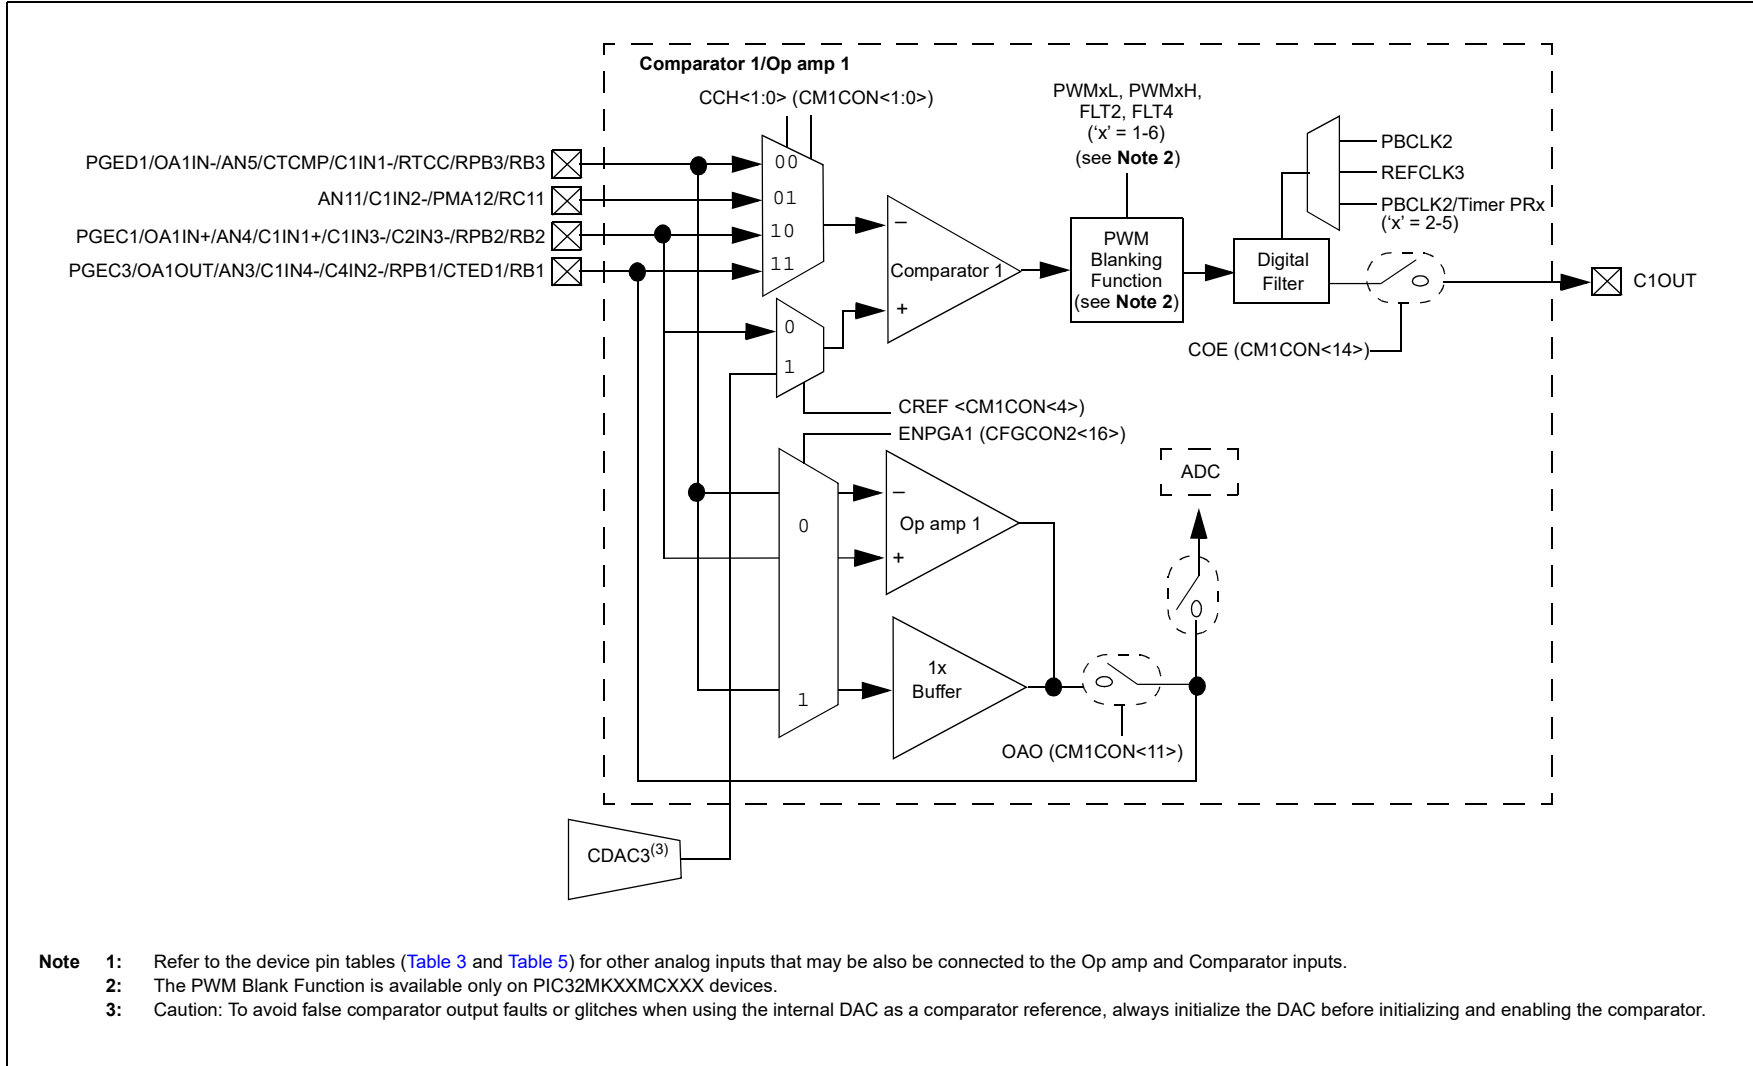 Comparator 1/Op amp 1
CCH<1:0> (CM1CON<1:0>)
PWMxL, PWMxH,
FLT2, FLT4
(‘x’ = 1-6)
(see Note 2)
PBCLK2
REFCLK3
PBCLK2/Timer PRx
(‘x’ = 2-5)
PGED1/OA1IN-/AN5/CTCMP/C1IN1-/RTCC/RPB3/RB3
AN11/C1IN2-/PMA12/RC11
PGEC1/OA1IN+/AN4/C1IN1+/C1IN3-/C2IN3-/RPB2/RB2
PGEC3/OA1OUT/AN3/C1IN4-/C4IN2-/RPB1/CTED1/RB1
00
01
10
11
−
Comparator 1
+
PWM
Blanking
Function
(see Note 2)
Digital
Filter
C1OUT
COE (CM1CON<14>)
0
1
CREF <CM1CON<4>)
ENPGA1 (CFGCON2<16>)
ADC
0
1
−
Op amp 1
+
1x
Buffer
OAO (CM1CON<11>)
CDAC3(3)
Note 1: Refer to the device pin tables (Table 3 and Table 5) for other analog inputs that may be also be connected to the Op amp and Comparator inputs.
2: The PWM Blank Function is available only on PIC32MKXXMCXXX devices.
3: Caution: To avoid false comparator output faults or glitches when using the internal DAC as a comparator reference, always initialize the DAC before initializing and enabling the comparator.